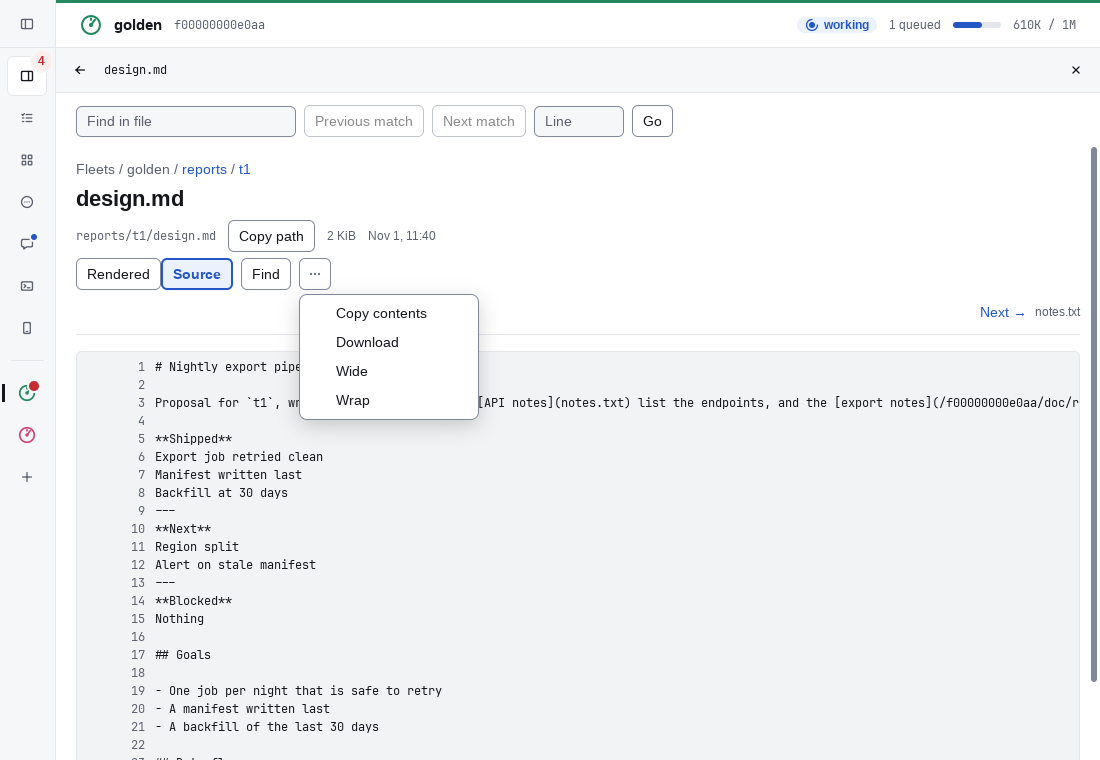 golden f00000000e0aa working 1 queued 610K / 1M
4
design.md
Find in file Previous match Next match Line Go
Fleets / golden / reports / t1
design.md
reports/t1/design.md Copy path 2 KiB Nov 1, 11:40
Rendered Source Find ···
Copy contents
Download
Wide
Wrap
Next → notes.txt
1 # Nightly export pipe
2
3 Proposal for `t1`, [API notes](notes.txt) list the endpoints, and the [export notes](/f00000000e0aa/doc/r
4
5 **Shipped**
6 Export job retried clean
7 Manifest written last
8 Backfill at 30 days
9 ---
10 **Next**
11 Region split
12 Alert on stale manifest
13 ---
14 **Blocked**
15 Nothing
16
17 ## Goals
18
19 - One job per night that is safe to retry
20 - A manifest written last
21 - A backfill of the last 30 days
22